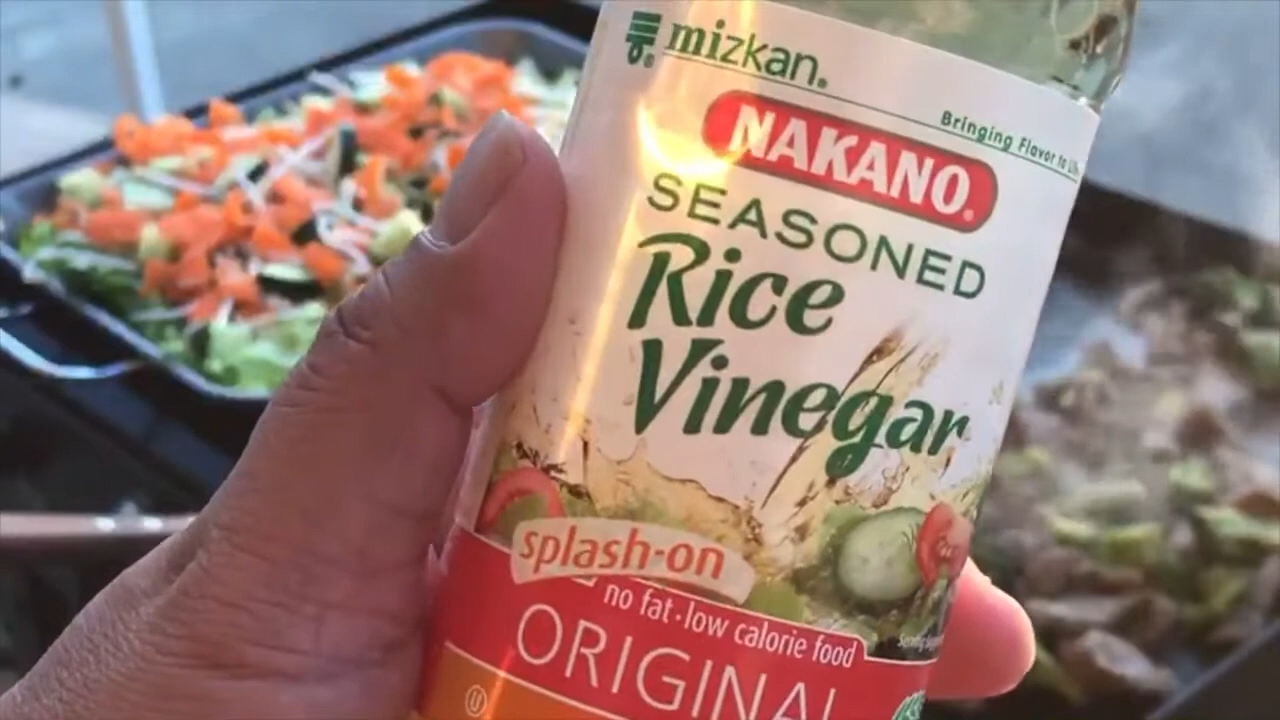 mizkan®
Bringing Flavor to Life
NAKANO®
SEASONED
Rice
Vinegar
splash-on
no fat · low calorie food
ORIGINAL
U